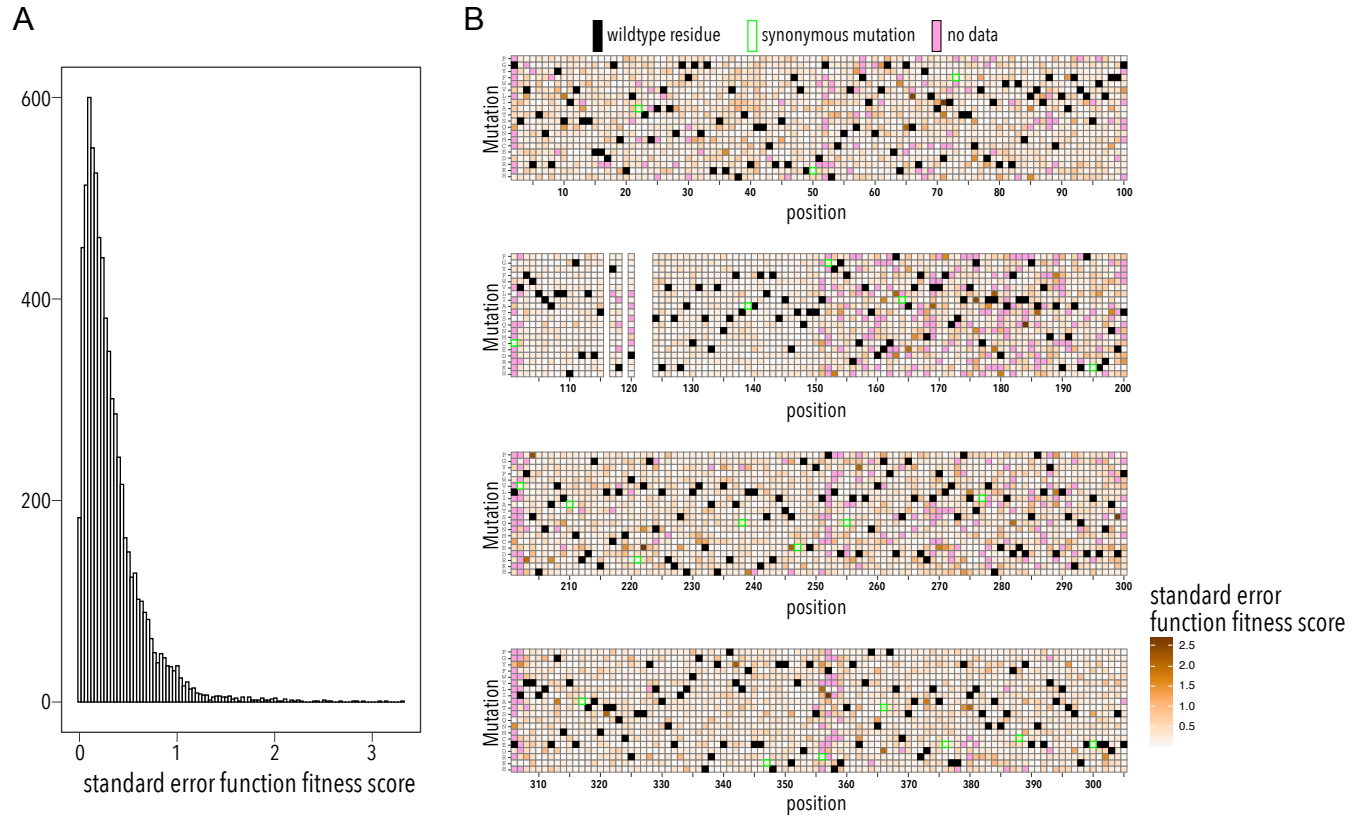 A
B
wildtype residue
synonymous mutation
no data
600
400
200
0
0 1 2 3
standard error function fitness score
Mutation
10 20 30 40 50 60 70 80 90 100
position
Mutation
110 120 130 140 150 160 170 180 190 200
position
Mutation
210 220 230 240 250 260 270 280 290 300
position
Mutation
310 320 330 340 350 360 370 380 390 300
position
standard error
function fitness score
2.5
2.0
1.5
1.0
0.5